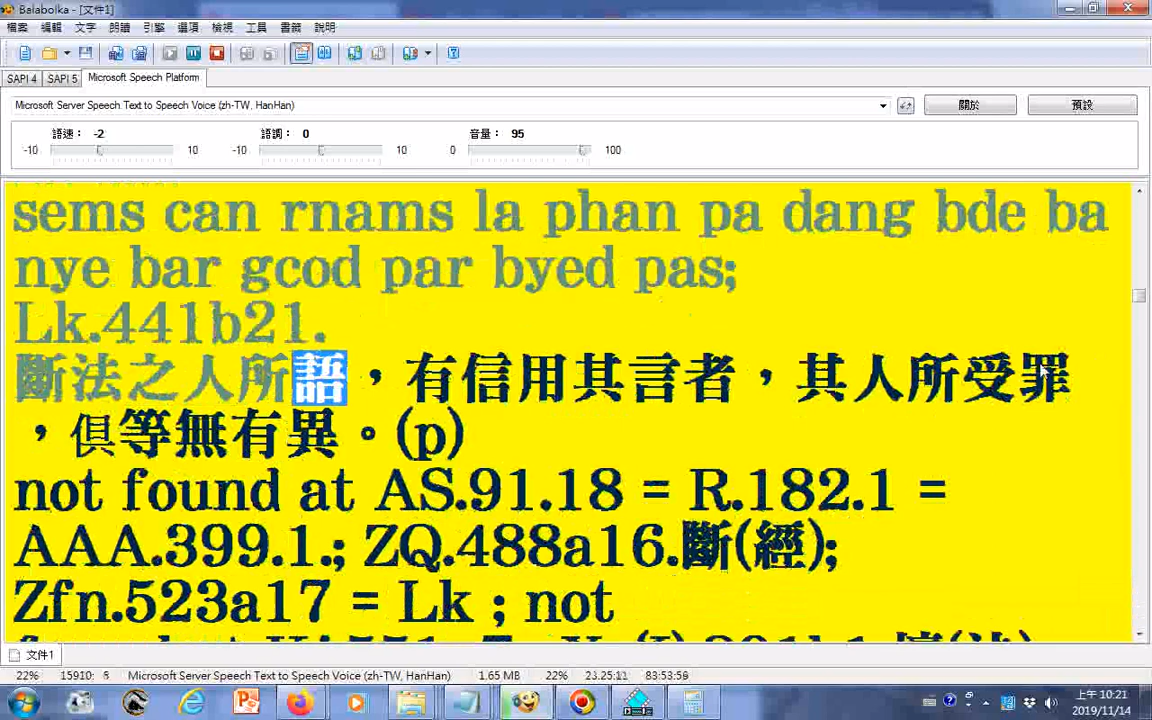 Balabolka - [文件1]
檔案 編輯 文字 朗讀 引擎 選項 檢視 工具 書籤 說明
SAPI 4 SAPI 5 Microsoft Speech Platform
Microsoft Server Speech Text to Speech Voice (zh-TW, HanHan) 關於 預設
語速： -2 語調： 0 音量： 95
-10 10 -10 10 0 100
sems can rnams la phan pa dang bde ba
nye bar gcod par byed pas;
Lk.441b21.
斷法之人所語，有信用其言者，其人所受罪
，俱等無有異。(p)
not found at AS.91.18 = R.182.1 =
AAA.399.1.; ZQ.488a16.斷(經);
Zfn.523a17 = Lk ; not
文件1
22% 15910: 8 Microsoft Server Speech Text to Speech Voice (zh-TW, HanHan) 1.65 MB 22% 23:25:11 83:53:59
上午 10:21
2019/11/14